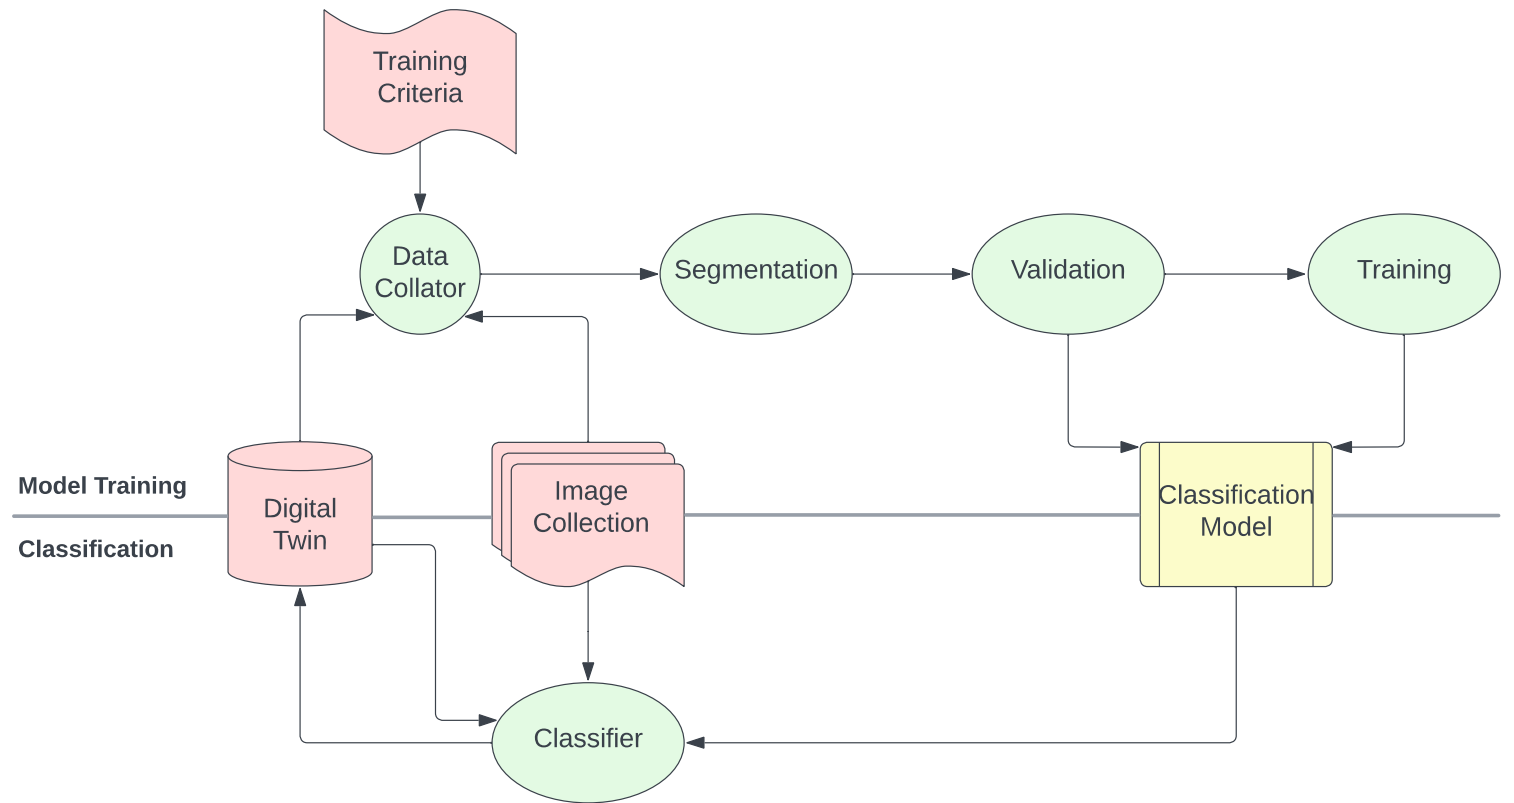 Training
Criteria
Data
Collator
Segmentation
Validation
Training
Model Training
Classification
Digital
Twin
Image
Collection
Classification
Model
Classifier